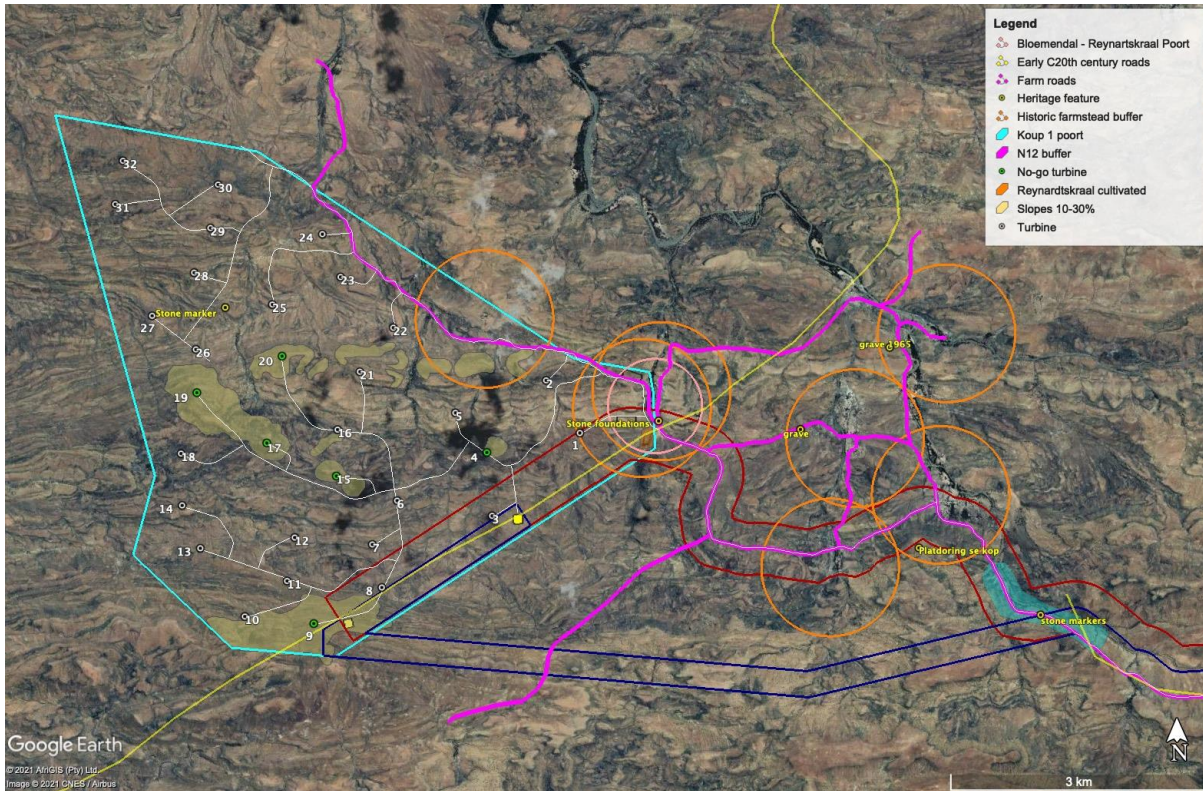 Legend
Bloemendal - Reynartskraal Poort
Early C20th century roads
Farm roads
Heritage feature
Historic farmstead buffer
Koup 1 poort
N12 buffer
No-go turbine
Reynardtskraal cultivated
Slopes 10-30%
Turbine
32
30
31
29
24
28
23
25
Stone marker
27
22
26
20
21
2
grave 1965
19
5
Stone foundations
16
1
grave
17
18
4
15
6
14
3
12
13
7
Platdoring se kop
11
8
10
9
Stone markers
Google Earth
N
© 2021 AfriGIS (Pty) Ltd.
Image © 2021 CNES / Airbus
3 km